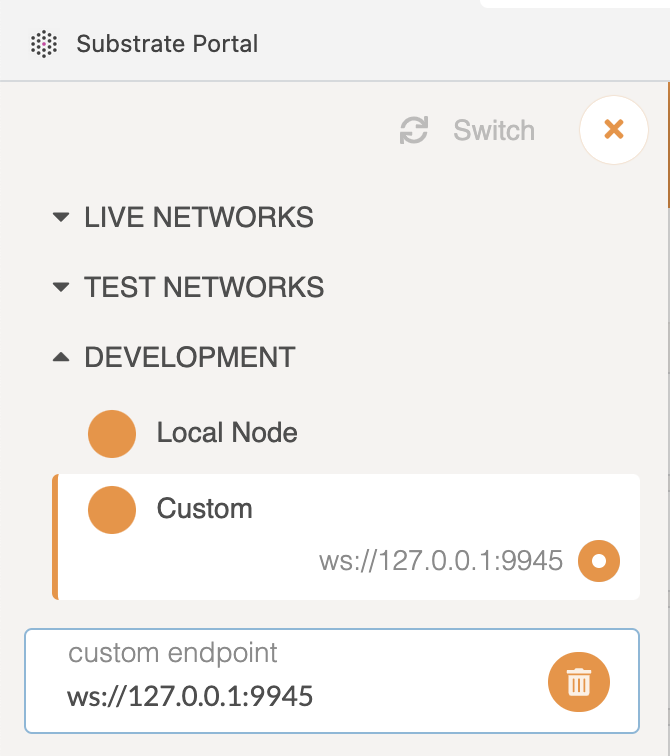 Substrate Portal
Switch
LIVE NETWORKS
TEST NETWORKS
DEVELOPMENT
Local Node
Custom
ws://127.0.0.1:9945
custom endpoint
ws://127.0.0.1:9945